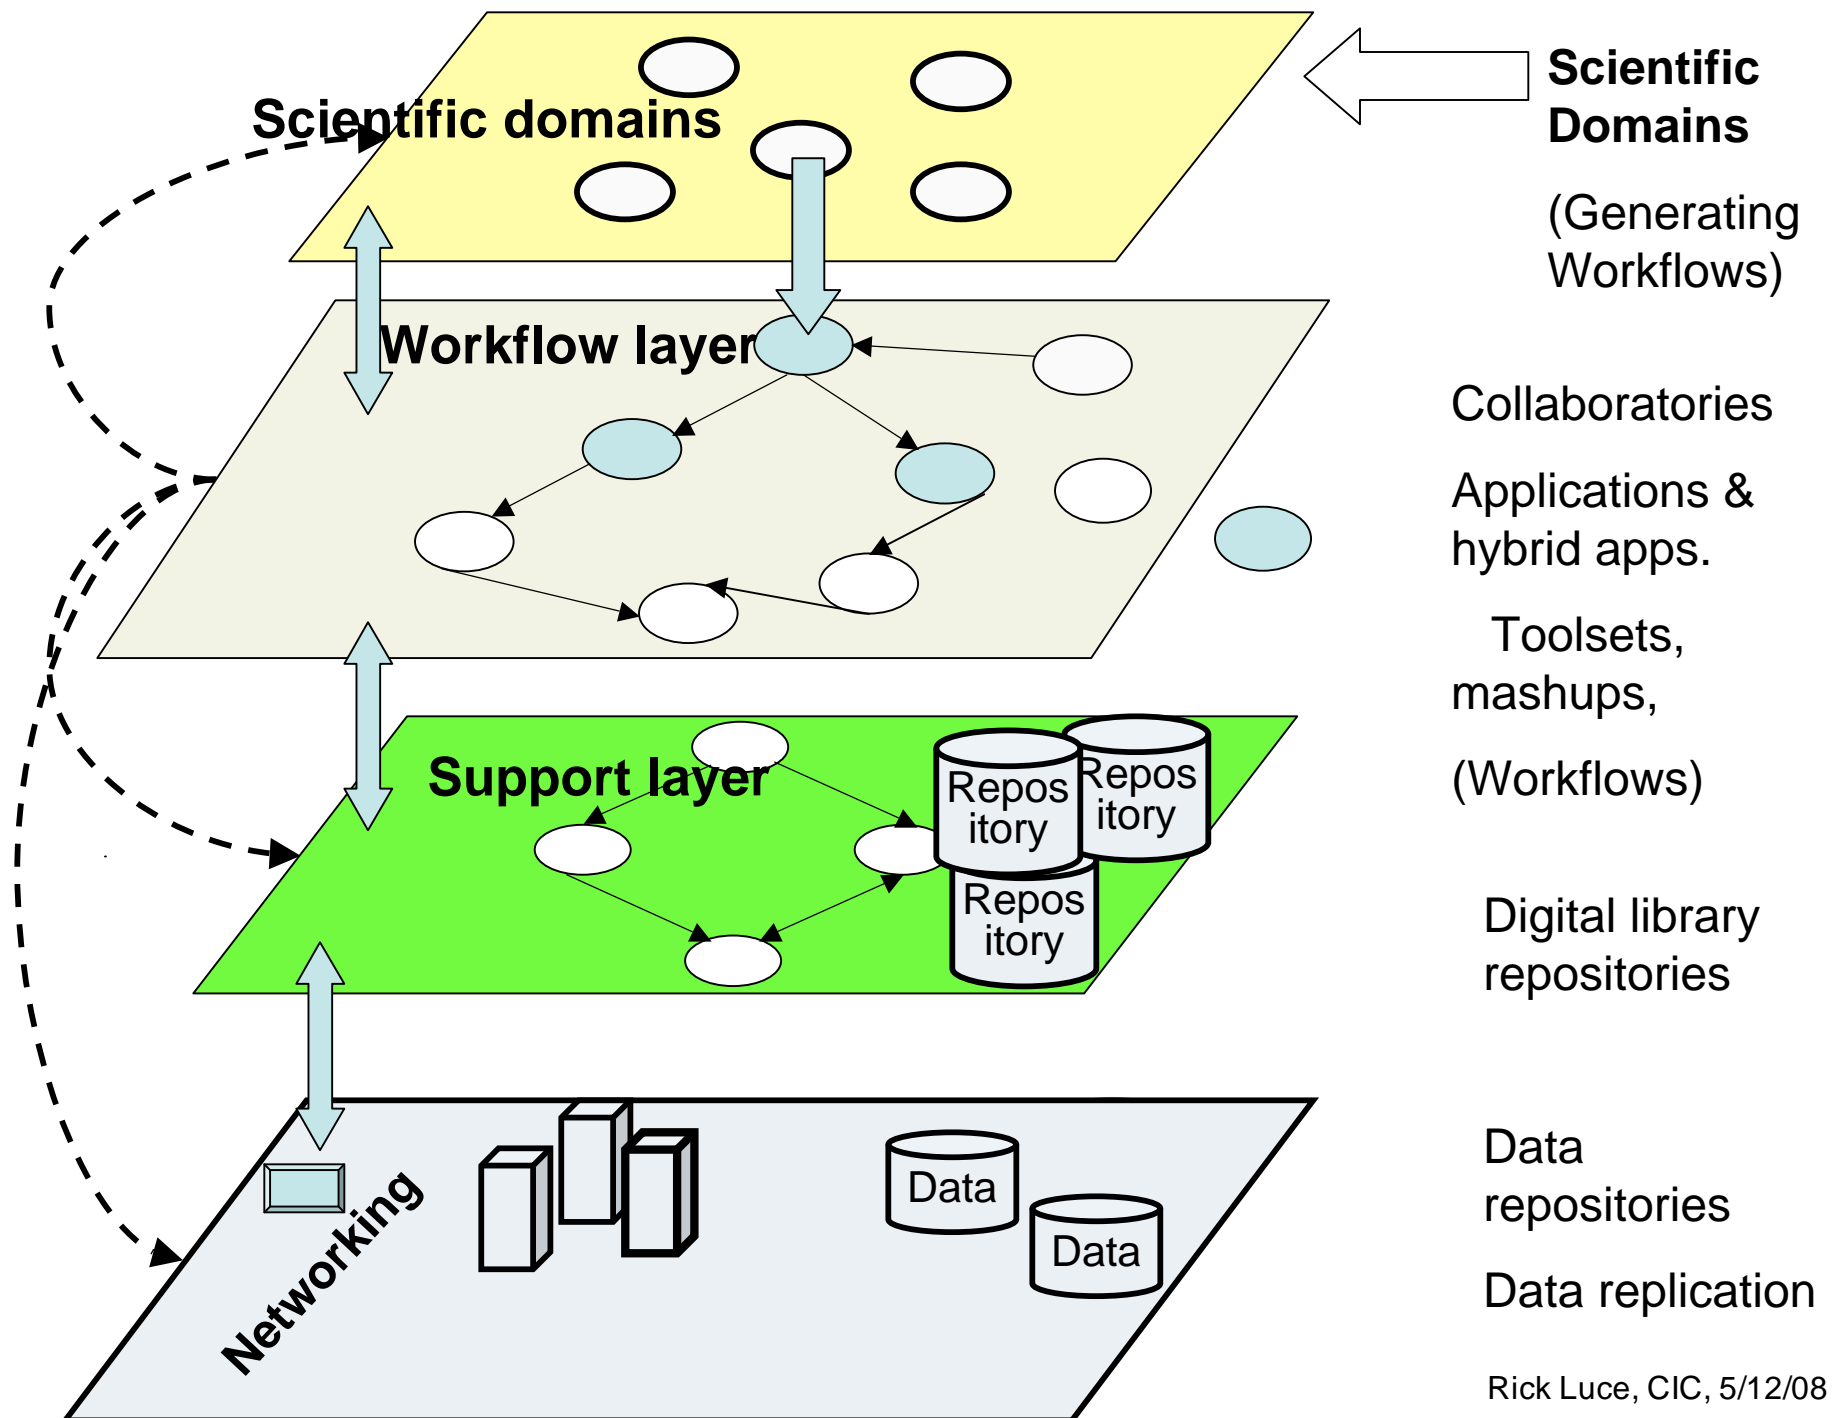 Scientific domains
Scientific
Domains
(Generating
Workflows)
Workflow layer
Collaboratories
Applications &
hybrid apps.
Toolsets,
mashups,
(Workflows)
Support layer
Repos
itory
Repos
itory
Repos
itory
Digital library
repositories
Networking
Data
Data
Data
repositories
Data replication
Rick Luce, CIC, 5/12/08